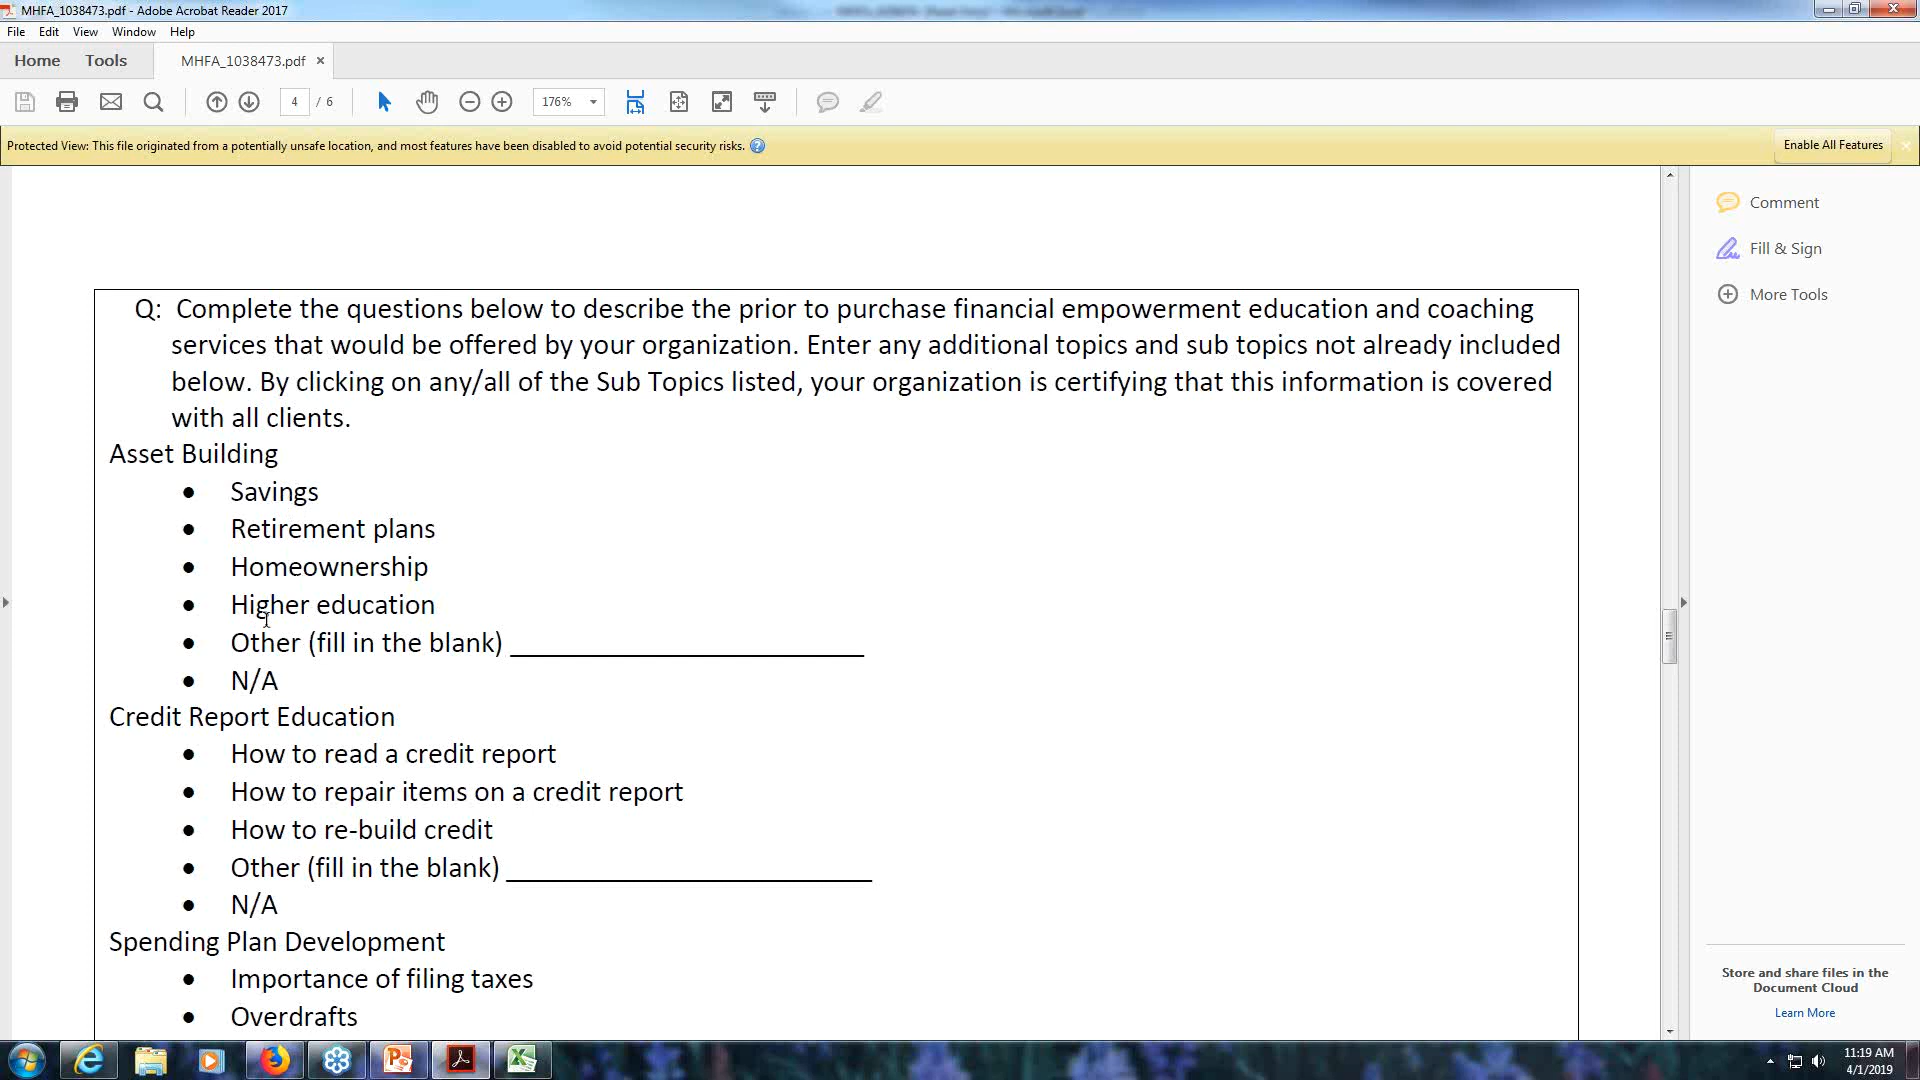 MHFA_1038473.pdf - Adobe Acrobat Reader 2017
File Edit View Window Help
Home Tools MHFA_1038473.pdf ×
4 / 6 176%
Protected View: This file originated from a potentially unsafe location, and most features have been disabled to avoid potential security risks. ?
Enable All Features
Comment
Fill & Sign
More Tools
Q: Complete the questions below to describe the prior to purchase financial empowerment education and coaching
services that would be offered by your organization. Enter any additional topics and sub topics not already included
below. By clicking on any/all of the Sub Topics listed, your organization is certifying that this information is covered
with all clients.
Asset Building
• Savings
• Retirement plans
• Homeownership
• Higher education
• Other (fill in the blank) _________________________
• N/A
Credit Report Education
• How to read a credit report
• How to repair items on a credit report
• How to re-build credit
• Other (fill in the blank) __________________________
• N/A
Spending Plan Development
• Importance of filing taxes
• Overdrafts
Store and share files in the
Document Cloud
Learn More
11:19 AM
4/1/2019